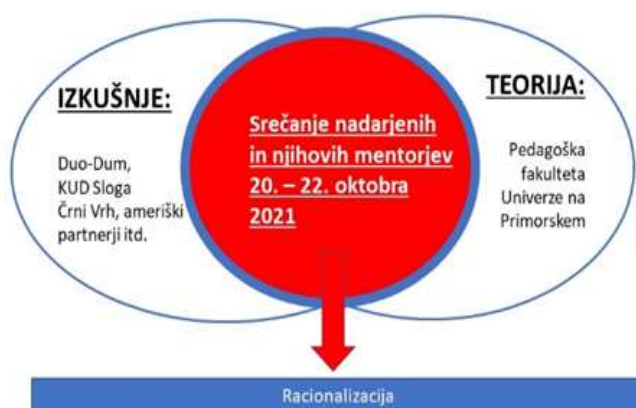 IZKUŠNJE:
Duo-Dum,
KUD Sloga
Črni Vrh, ameriški
partnerji itd.
Srečanje nadarjenih
in njihovih mentorjev
20. – 22. oktobra
2021
TEORIJA:
Pedagoška
fakulteta
Univerze na
Primorskem
Racionalizacija